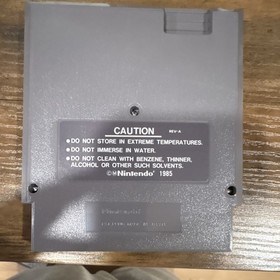 CAUTION
REV-A
• DO NOT STORE IN EXTREME TEMPERATURES.
• DO NOT IMMERSE IN WATER.
• DO NOT CLEAN WITH BENZENE, THINNER,
ALCOHOL OR OTHER SUCH SOLVENTS.
©®Nintendo® 1985